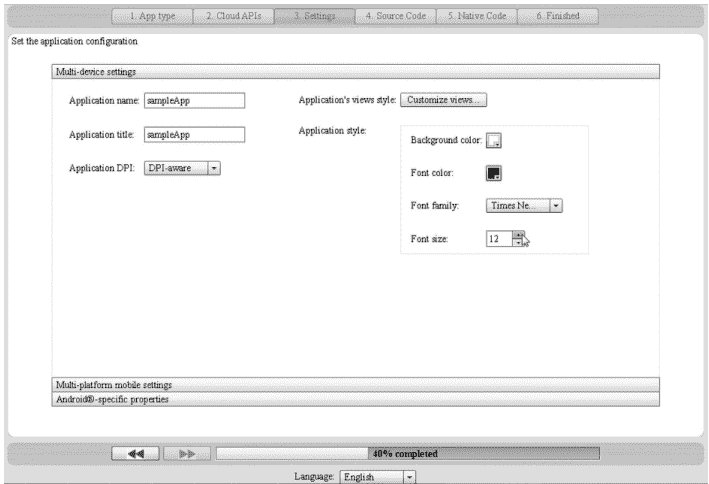 1. App type 2. Cloud APIs 3. Settings 4. Source Code 5. Native Code 6. Finished
Set the application configuration
Multi-device settings
Application name: sampleApp Application's views style: Customize views...
Application title: sampleApp Application style: Background color:
Application DPI: DPI-aware Font color:
Font family: Times Ne...
Font size: 12
Multi-platform mobile settings
Android®-specific properties
40% completed
Language: English